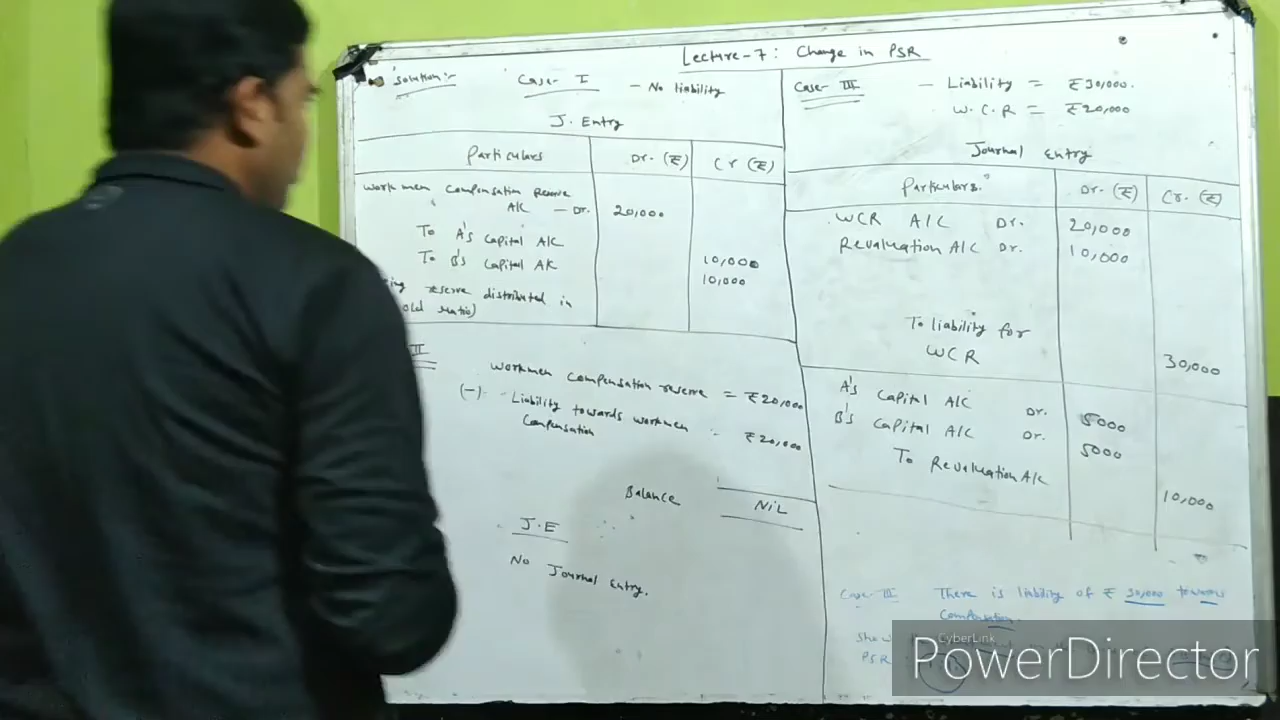 Lecture-7: Change in PSR
Solution:-
Case- I - No liability
J. Entry
Particulars Dr. (₹) Cr (₹)
Workmen Compensation Reserve
A/c - Dr. 20,000
To A's Capital A/c
To B's Capital A/c 10,000
10,000
reserve distributed in
old Ratio)
II
Workmen Compensation reserve = ₹20,000
(-) - Liability towards workmen
Compensation ₹20,000
Balance NIL
J.E
No Journal Entry.
Case- III - Liability = ₹30,000.
W.C.R = ₹20,000
Journal Entry
Particulars Dr. (₹) Cr. (₹)
WCR A/C Dr. 20,000
Revaluation A/c Dr. 10,000
To liability for
WCR 30,000
A's Capital A/c Dr. 5000
B's Capital A/c Dr. 5000
To Revaluation A/c 10,000
Case- III There is liability of ₹ 30,000 towards
Compensation.
PSR
CyberLink
PowerDirector